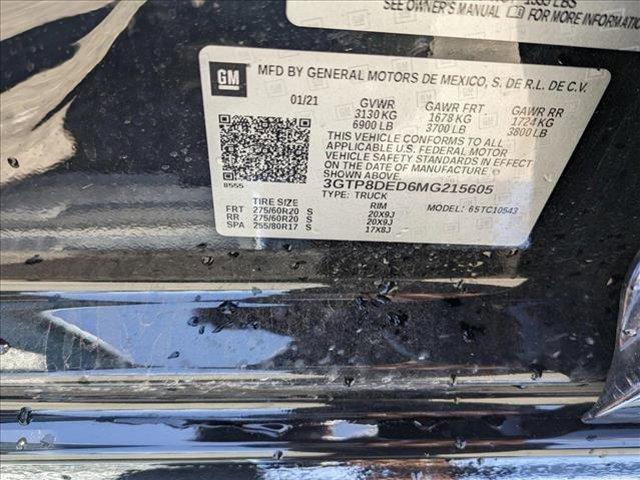 SEE OWNER'S MANUAL FOR MORE INFORMATION
GM
MFD BY GENERAL MOTORS DE MEXICO, S. DE R.L. DE C.V.
01/21 GVWR GAWR FRT GAWR RR
3130 KG 1678 KG 1724 KG
6900 LB 3700 LB 3800 LB
THIS VEHICLE CONFORMS TO ALL
APPLICABLE U.S. FEDERAL MOTOR
VEHICLE SAFETY STANDARDS IN EFFECT
ON THE DATE OF MANUFACTURE
8555 3GTP8DED6MG215605
TYPE: TRUCK
TIRE SIZE RIM MODEL: 6STC10543
FRT 275/60R20 S 20X9J
RR 275/60R20 S 20X9J
SPA 255/80R17 S 17X8J